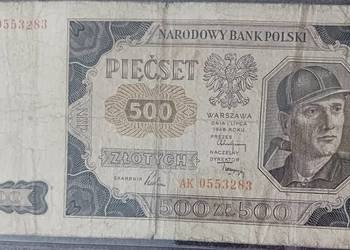 0553283
NARODOWY BANK POLSKI
PIĘĆSET
500
WARSZAWA
DNIA 1 LIPCA
1948 ROKU
PREZES
NACZELNY
DYREKTOR
ZŁOTYCH
SKARBNIK
AK 0553283
500 ZŁ 500